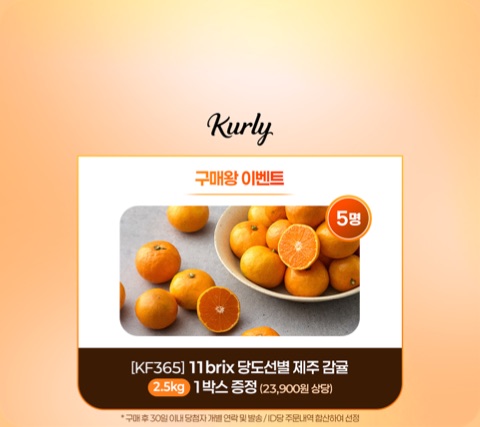 Kurly
구매왕 이벤트
5명
[KF365] 11brix 당도선별 제주 감귤
2.5kg 1박스 증정 (23,900원 상당)
* 구매 후 30일 이내 당첨자 개별 연락 및 발송 / ID당 주문내역 합산하여 선정